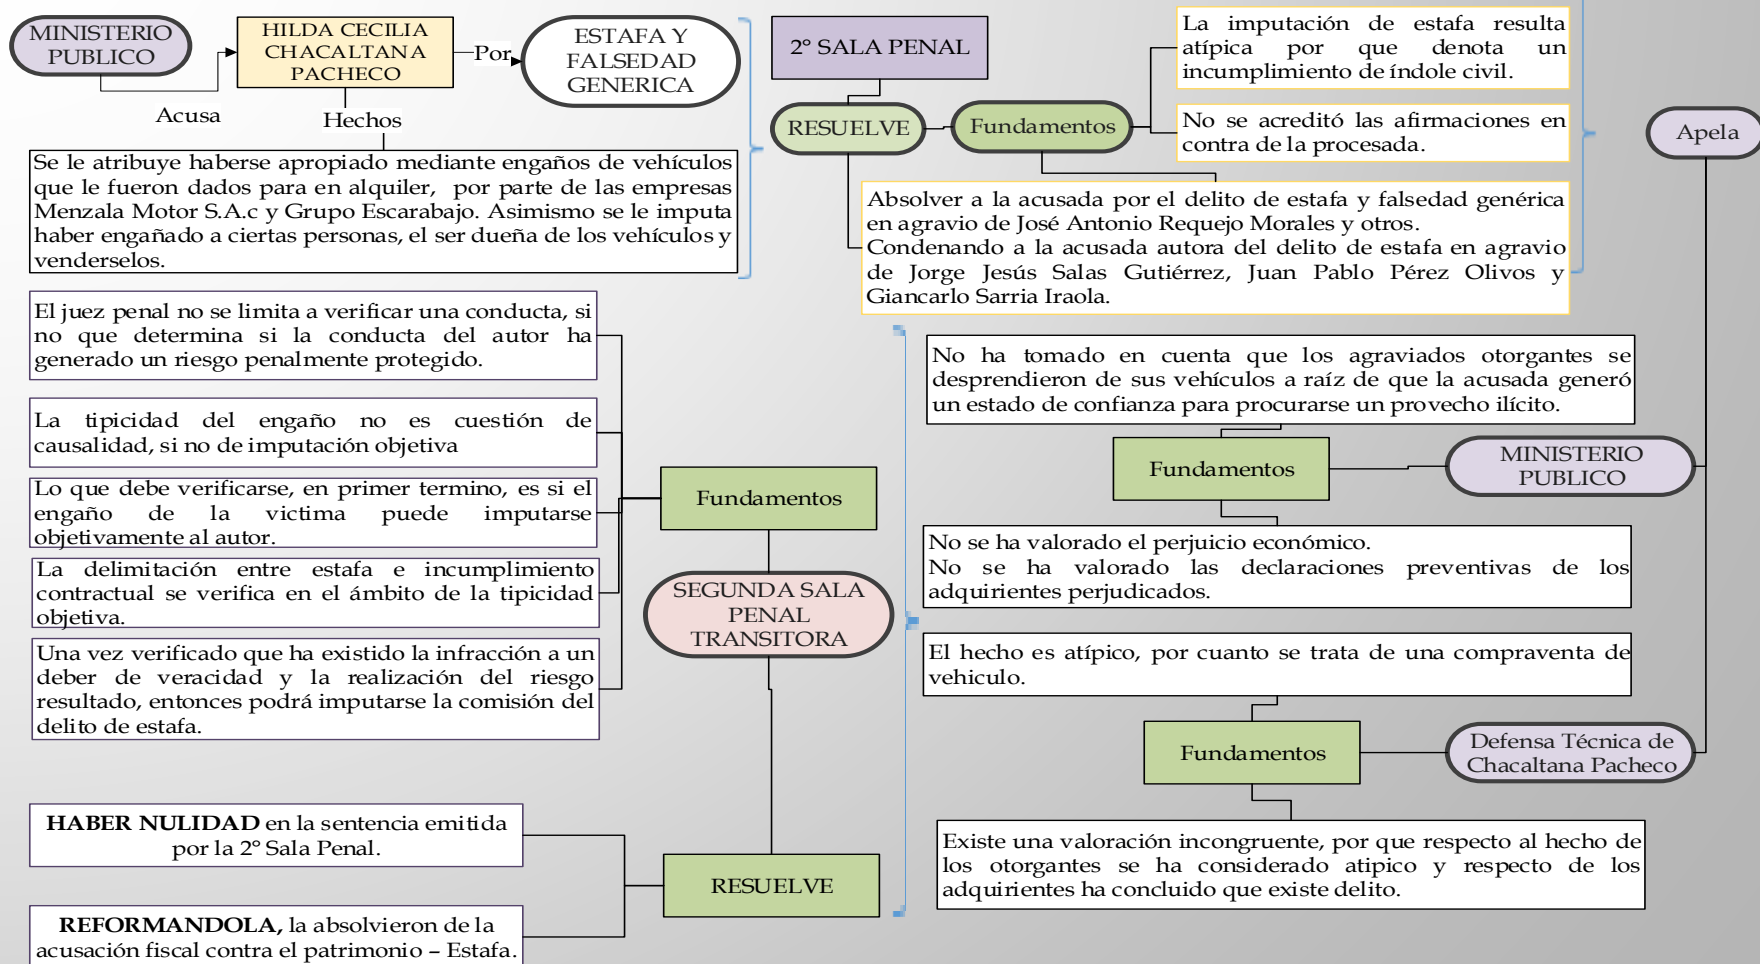 MINISTERIO
PUBLICO
Acusa
HILDA CECILIA
CHACALTANA
PACHECO
Por
ESTAFA Y
FALSEDAD
GENERICA
Hechos
Se le atribuye haberse apropiado mediante engaños de vehículos
que le fueron dados para en alquiler, por parte de las empresas
Menzala Motor S.A.c y Grupo Escarabajo. Asimismo se le imputa
haber engañado a ciertas personas, el ser dueña de los vehículos y
venderselos.
2° SALA PENAL
RESUELVE
Fundamentos
La imputación de estafa resulta
atípica por que denota un
incumplimiento de índole civil.
No se acreditó las afirmaciones en
contra de la procesada.
Absolver a la acusada por el delito de estafa y falsedad genérica
en agravio de José Antonio Requejo Morales y otros.
Condenando a la acusada autora del delito de estafa en agravio
de Jorge Jesús Salas Gutiérrez, Juan Pablo Pérez Olivos y
Giancarlo Sarria Iraola.
Apela
No ha tomado en cuenta que los agraviados otorgantes se
desprendieron de sus vehículos a raíz de que la acusada generó
un estado de confianza para procurarse un provecho ilícito.
Fundamentos
MINISTERIO
PUBLICO
No se ha valorado el perjuicio económico.
No se ha valorado las declaraciones preventivas de los
adquirientes perjudicados.
El hecho es atípico, por cuanto se trata de una compraventa de
vehiculo.
Fundamentos
Defensa Técnica de
Chacaltana Pacheco
Existe una valoración incongruente, por que respecto al hecho de
los otorgantes se ha considerado atipico y respecto de los
adquirientes ha concluido que existe delito.
SEGUNDA SALA
PENAL
TRANSITORA
Fundamentos
El juez penal no se limita a verificar una conducta, si
no que determina si la conducta del autor ha
generado un riesgo penalmente protegido.
La tipicidad del engaño no es cuestión de
causalidad, si no de imputación objetiva
Lo que debe verificarse, en primer termino, es si el
engaño de la victima puede imputarse
objetivamente al autor.
La delimitación entre estafa e incumplimiento
contractual se verifica en el ámbito de la tipicidad
objetiva.
Una vez verificado que ha existido la infracción a un
deber de veracidad y la realización del riesgo
resultado, entonces podrá imputarse la comisión del
delito de estafa.
RESUELVE
HABER NULIDAD en la sentencia emitida
por la 2° Sala Penal.
REFORMANDOLA, la absolvieron de la
acusación fiscal contra el patrimonio – Estafa.